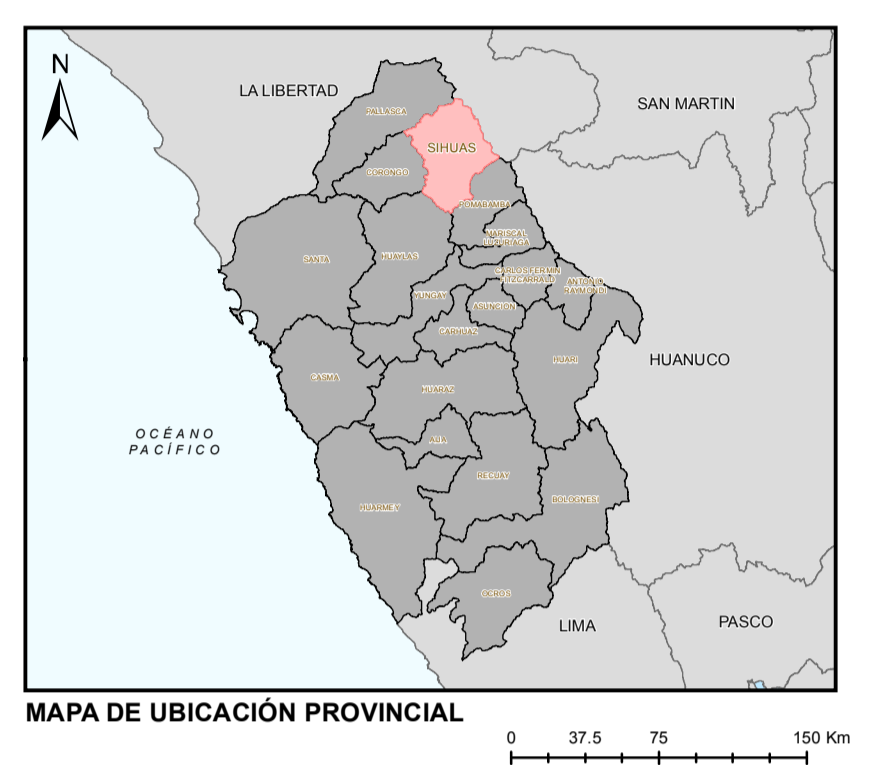 N
LA LIBERTAD
SAN MARTIN
PALLASCA
SIHUAS
CORONGO
POMABAMBA
MARISCAL
LUZURIAGA
SANTA
HUAYLAS
CARLOS FERMIN
FITZCARRALD
ANTONIO
RAYMONDI
YUNGAY
ASUNCION
CARHUAZ
HUARI
HUANUCO
CASMA
HUARAZ
OCÉANO
PACÍFICO
AIJA
RECUAY
BOLOGNESI
HUARMEY
OCROS
LIMA
PASCO
MAPA DE UBICACIÓN PROVINCIAL
0 37.5 75 150 Km